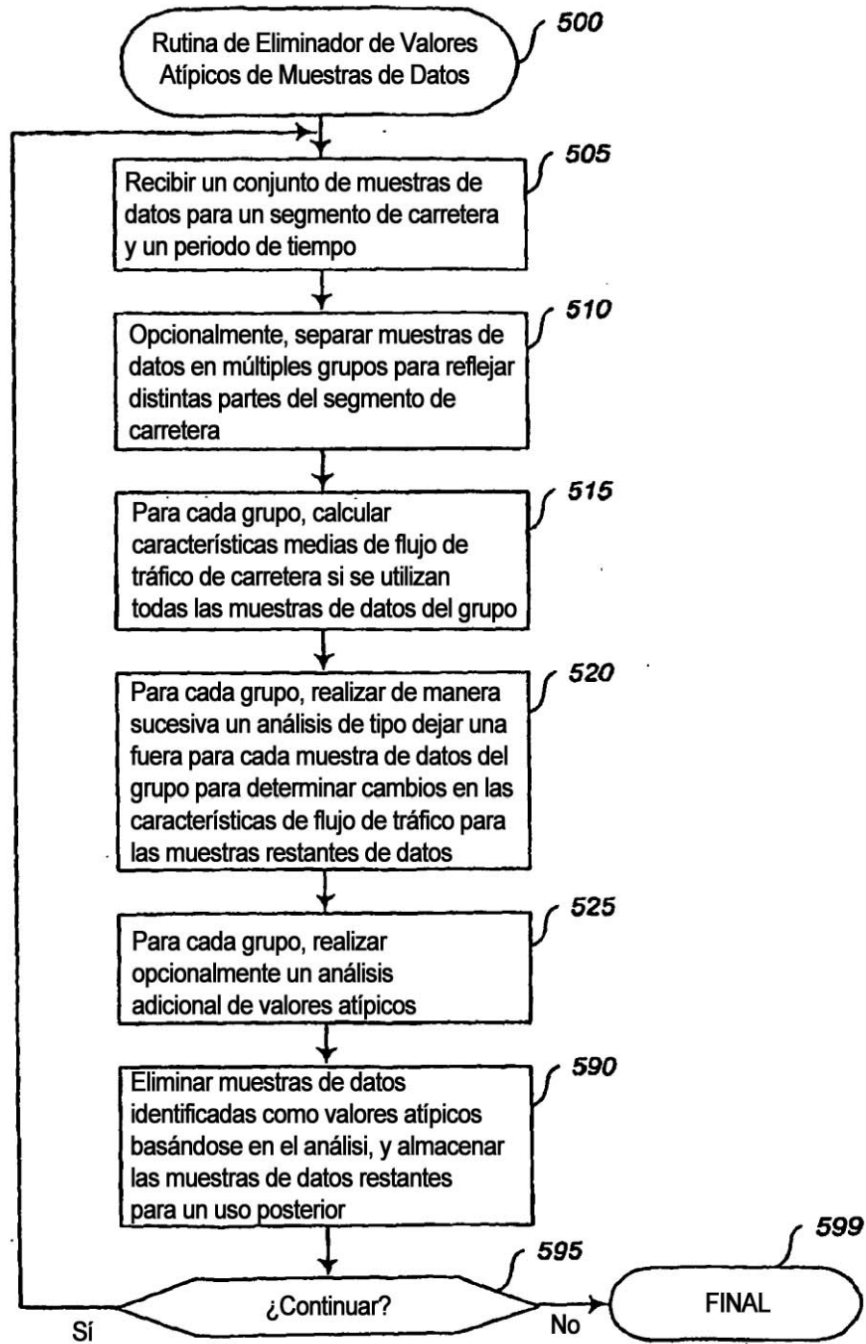 Rutina de Eliminador de Valores
Atípicos de Muestras de Datos
500
505
Recibir un conjunto de muestras de
datos para un segmento de carretera
y un periodo de tiempo
510
Opcionalmente, separar muestras de
datos en múltiples grupos para reflejar
distintas partes del segmento de
carretera
515
Para cada grupo, calcular
características medias de flujo de
tráfico de carretera si se utilizan
todas las muestras de datos del grupo
520
Para cada grupo, realizar de manera
sucesiva un análisis de tipo dejar una
fuera para cada muestra de datos del
grupo para determinar cambios en las
características de flujo de tráfico para
las muestras restantes de datos
525
Para cada grupo, realizar
opcionalmente un análisis
adicional de valores atípicos
590
Eliminar muestras de datos
identificadas como valores atípicos
basándose en el análisi, y almacenar
las muestras de datos restantes
para un uso posterior
595
¿Continuar?
Sí
No
599
FINAL